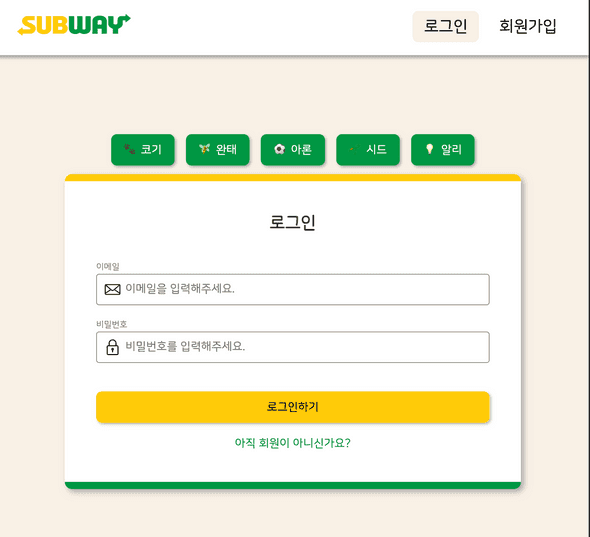 SUBWAY
로그인
회원가입
코기
완태
아론
시드
알리
로그인
이메일
이메일을 입력해주세요.
비밀번호
비밀번호를 입력해주세요.
로그인하기
아직 회원이 아니신가요?